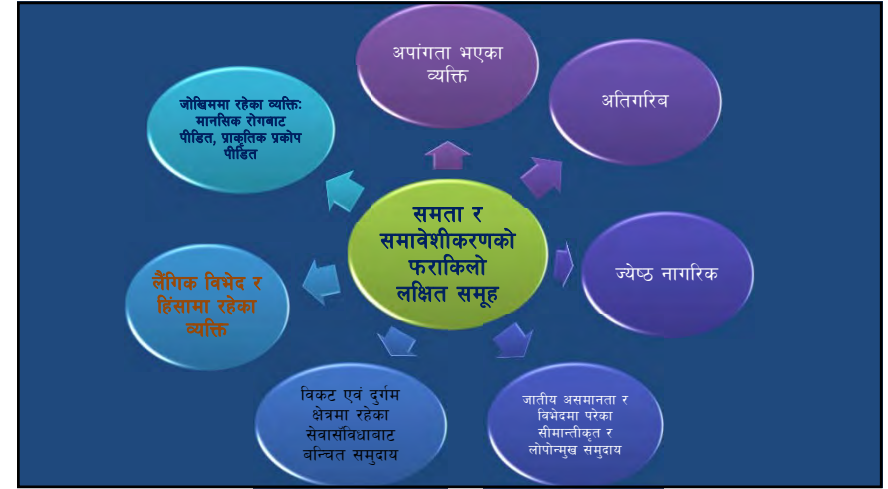 अपांगता भएका
व्यक्ति
अतिगरिब
जोखिममा रहेका व्यक्ति:
मानसिक रोगबाट
पीडित, प्राकृतिक प्रकोप
पीडित
समता र
समावेशीकरणको
फराकिलो
लक्षित समूह
ज्येष्ठ नागरिक
लैंगिक विभेद र
हिंसामा रहेका
व्यक्ति
विकट एवं दुर्गम
क्षेत्रमा रहेका
सेवासंविधाबाट
बन्चित समुदाय
जातीय असमानता र
विभेदमा परेका
सीमान्तीकृत र
लोपोन्मुख समुदाय